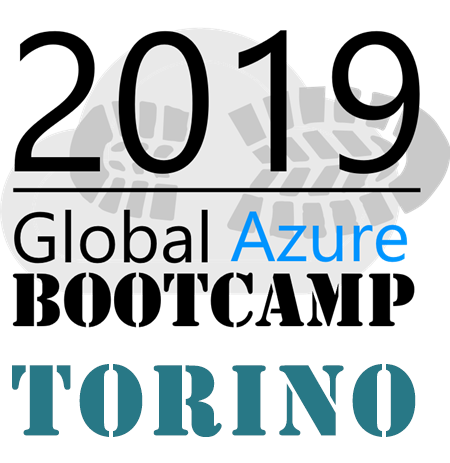 2019
Global Azure
BOOTCAMP
TORINO